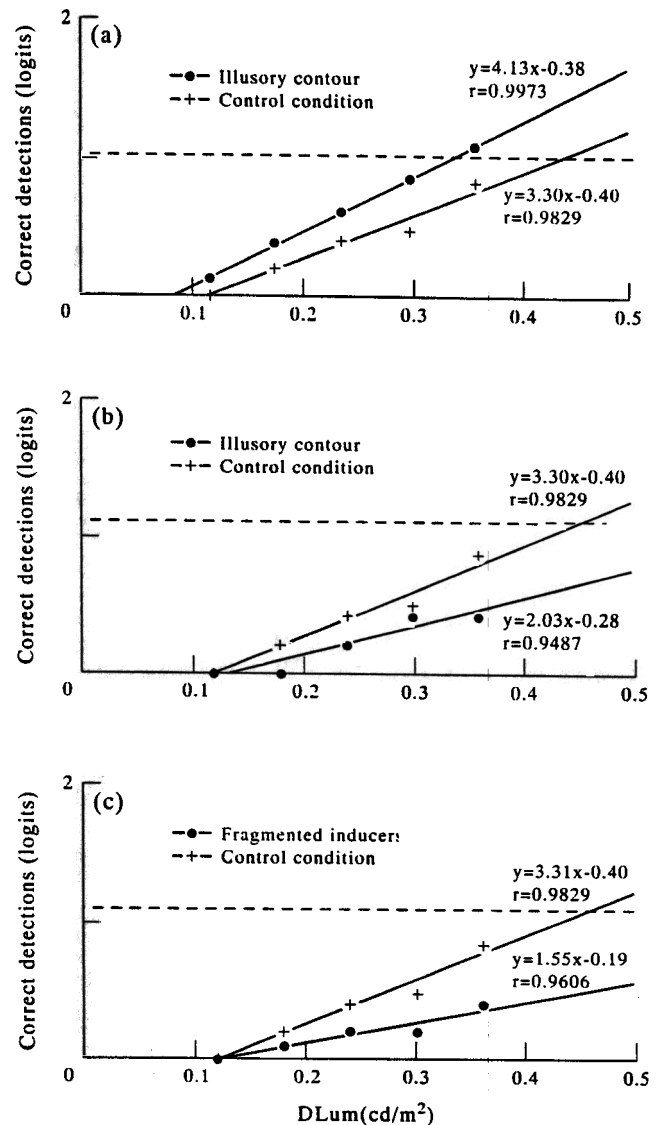 2
(a)
Illusory contour
Control condition
y=4.13x-0.38
r=0.9973
y=3.30x-0.40
r=0.9829
Correct detections (logits)
0
0.1
0.2
0.3
0.4
0.5
2
(b)
Illusory contour
Control condition
y=3.30x-0.40
r=0.9829
y=2.03x-0.28
r=0.9487
Correct detections (logits)
0
0.1
0.2
0.3
0.4
0.5
2
(c)
Fragmented inducers
Control condition
y=3.31x-0.40
r=0.9829
y=1.55x-0.19
r=0.9606
Correct detections (logits)
0
0.1
0.2
0.3
0.4
0.5
DLum(cd/m²)